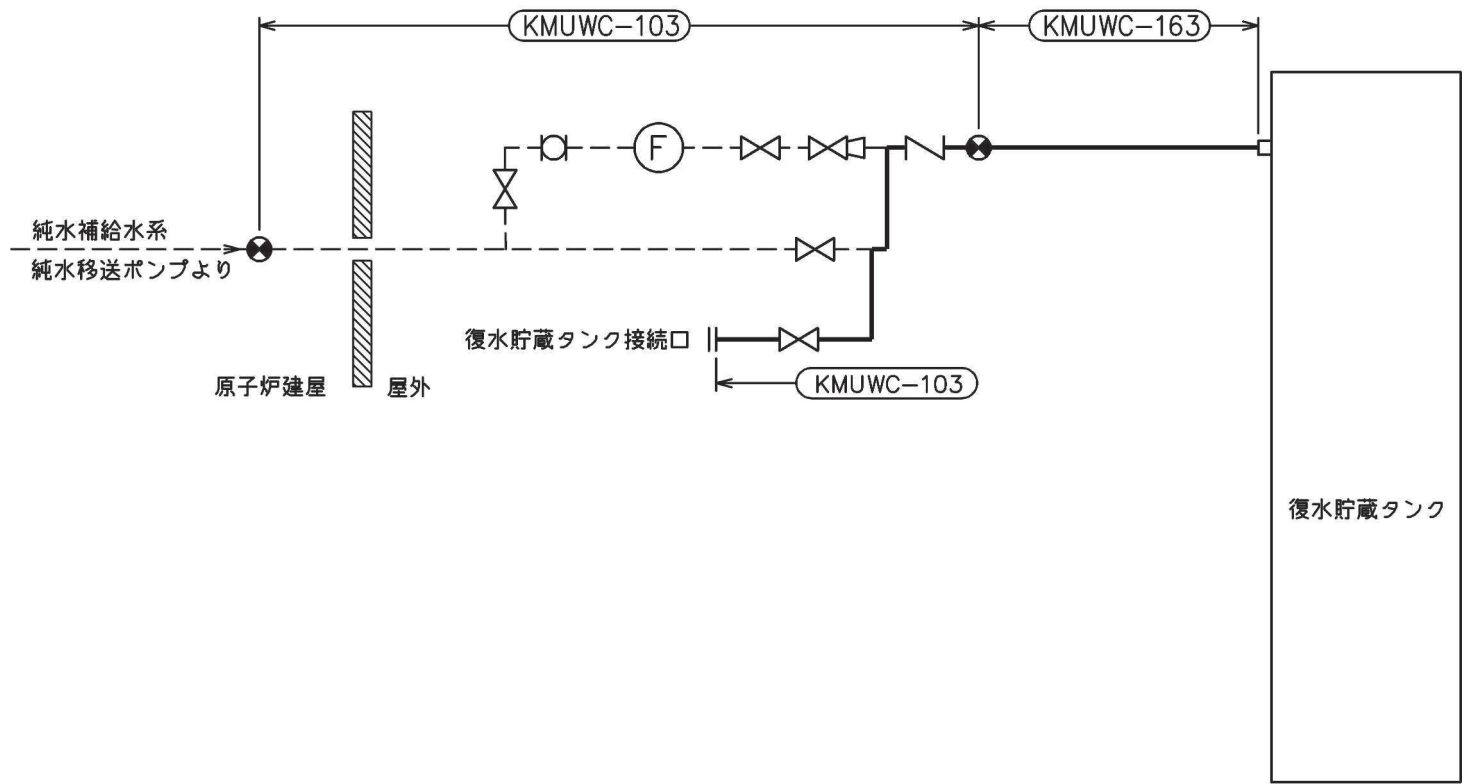 KMUWC-103
KMUWC-163
F
純水補給水系
純水移送ポンプより
復水貯蔵タンク接続口
原子炉建屋
屋外
KMUWC-103
復水貯蔵タンク